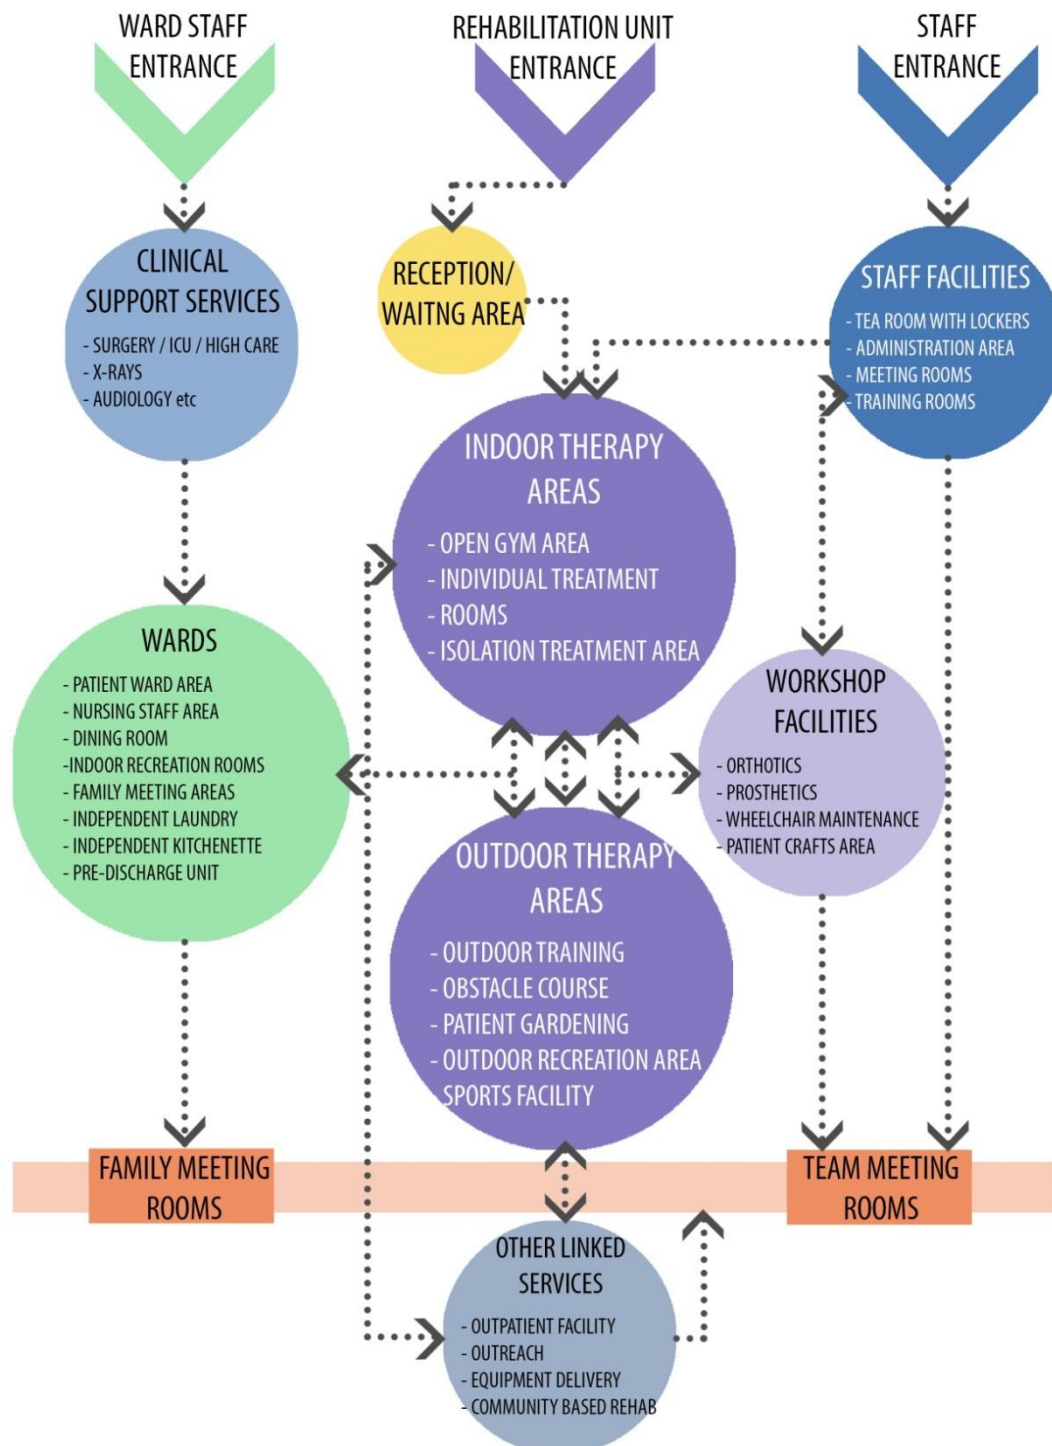 WARD STAFF
ENTRANCE
REHABILITATION UNIT
ENTRANCE
STAFF
ENTRANCE
CLINICAL
SUPPORT SERVICES
- SURGERY / ICU / HIGH CARE
- X-RAYS
- AUDIOLOGY etc
RECEPTION/
WAITNG AREA
STAFF FACILITIES
- TEA ROOM WITH LOCKERS
- ADMINISTRATION AREA
- MEETING ROOMS
- TRAINING ROOMS
INDOOR THERAPY
AREAS
- OPEN GYM AREA
- INDIVIDUAL TREATMENT
- ROOMS
- ISOLATION TREATMENT AREA
WARDS
- PATIENT WARD AREA
- NURSING STAFF AREA
- DINING ROOM
-INDOOR RECREATION ROOMS
- FAMILY MEETING AREAS
- INDEPENDENT LAUNDRY
- INDEPENDENT KITCHENETTE
- PRE-DISCHARGE UNIT
WORKSHOP
FACILITIES
- ORTHOTICS
- PROSTHETICS
- WHEELCHAIR MAINTENANCE
- PATIENT CRAFTS AREA
OUTDOOR THERAPY
AREAS
- OUTDOOR TRAINING
- OBSTACLE COURSE
- PATIENT GARDENING
- OUTDOOR RECREATION AREA
SPORTS FACILITY
FAMILY MEETING
ROOMS
TEAM MEETING
ROOMS
OTHER LINKED
SERVICES
- OUTPATIENT FACILITY
- OUTREACH
- EQUIPMENT DELIVERY
- COMMUNITY BASED REHAB